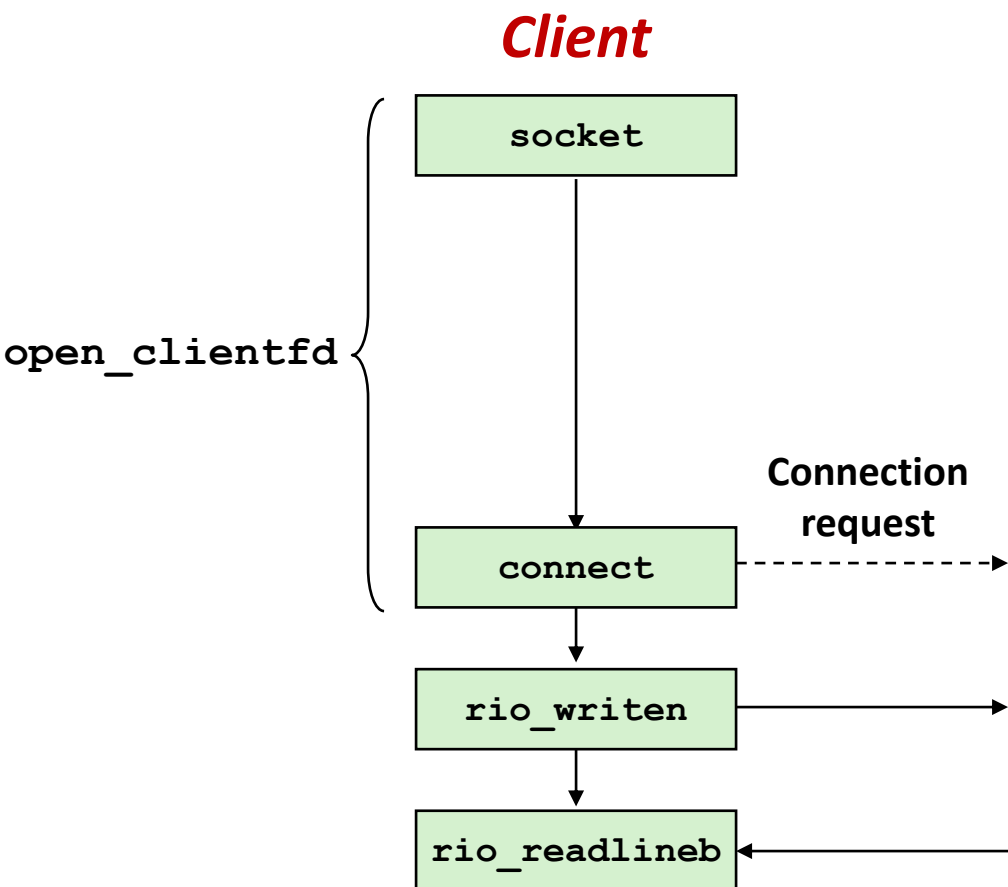 Client
socket
open_clientfd
Connection
request
connect
rio_writen
rio_readlineb